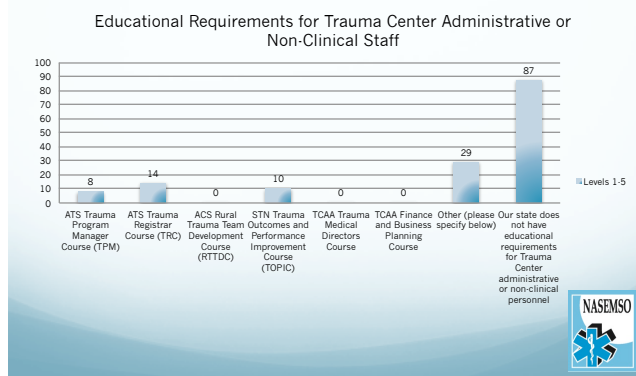 Educational Requirements for Trauma Center Administrative or
Non-Clinical Staff
100
90
80
70
60
50
40
30
20
10
0
8
14
0
10
0
0
29
87
Levels 1-5
ATS Trauma
Program
Manager
Course (TPM)
ATS Trauma
Registrar
Course (TRC)
ACS Rural
Trauma Team
Development
Course
(RTTDC)
STN Trauma
Outcomes and
Performance
Improvement
Course
(TOPIC)
TCAA Trauma
Medical
Directors
Course
TCAA Finance
and Business
Planning
Course
Other (please
specify below)
Our state does
not have
educational
requirements
for Trauma
Center
administrative
or non-clinical
personnel
NASEMSO